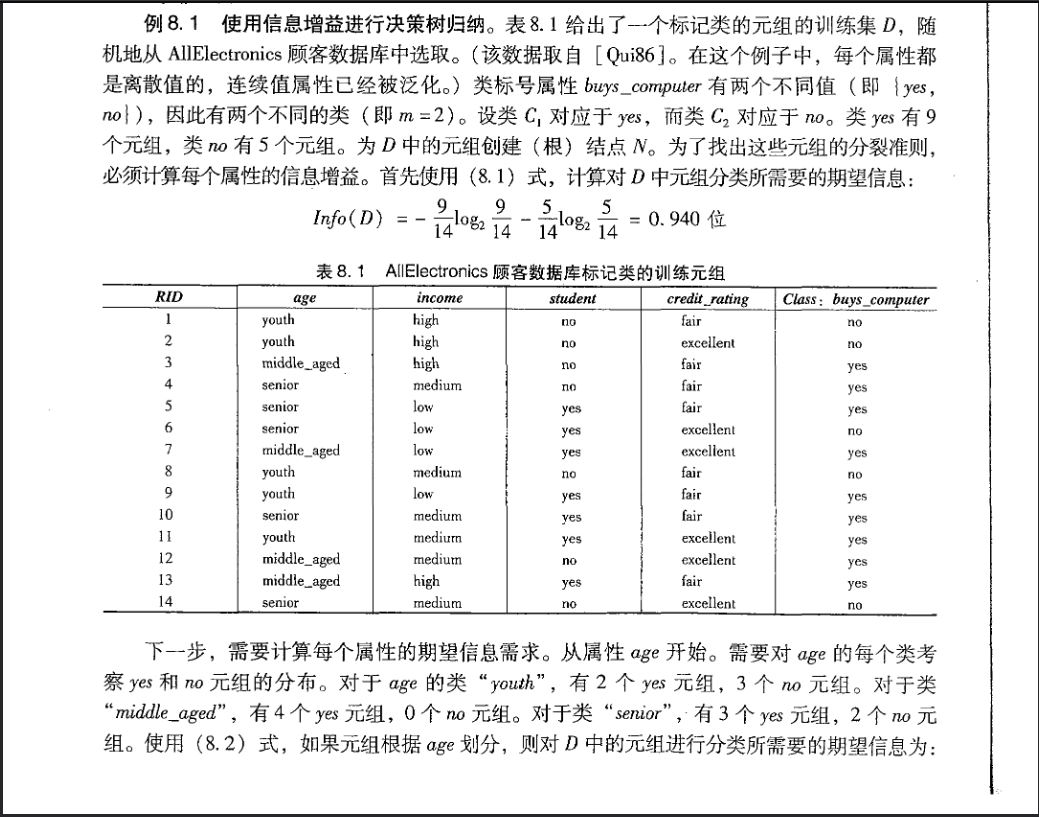 例 8.1 使用信息增益进行决策树归纳。表 8.1 给出了一个标记类的元组的训练集 D，随
机地从 AllElectronics 顾客数据库中选取。（该数据取自［Qui86］。在这个例子中，每个属性都
是离散值的，连续值属性已经被泛化。）类标号属性 buys_computer 有两个不同值（即 {yes,
no}），因此有两个不同的类（即 m = 2）。设类 C₁ 对应于 yes，而类 C₂ 对应于 no。类 yes 有 9
个元组，类 no 有 5 个元组。为 D 中的元组创建（根）结点 N。为了找出这些元组的分裂准则，
必须计算每个属性的信息增益。首先使用（8.1）式，计算对 D 中元组分类所需要的期望信息：
Info(D) = - 9/14 log₂ 9/14 - 5/14 log₂ 5/14 = 0.940 位
表 8.1 AllElectronics 顾客数据库标记类的训练元组
RID age income student credit_rating Class: buys_computer
1 youth high no fair no
2 youth high no excellent no
3 middle_aged high no fair yes
4 senior medium no fair yes
5 senior low yes fair yes
6 senior low yes excellent no
7 middle_aged low yes excellent yes
8 youth medium no fair no
9 youth low yes fair yes
10 senior medium yes fair yes
11 youth medium yes excellent yes
12 middle_aged medium no excellent yes
13 middle_aged high yes fair yes
14 senior medium no excellent no
下一步，需要计算每个属性的期望信息需求。从属性 age 开始。需要对 age 的每个类考
察 yes 和 no 元组的分布。对于 age 的类“youth”，有 2 个 yes 元组，3 个 no 元组。对于类
“middle_aged”，有 4 个 yes 元组，0 个 no 元组。对于类“senior”，有 3 个 yes 元组，2 个 no 元
组。使用（8.2）式，如果元组根据 age 划分，则对 D 中的元组进行分类所需要的期望信息为：